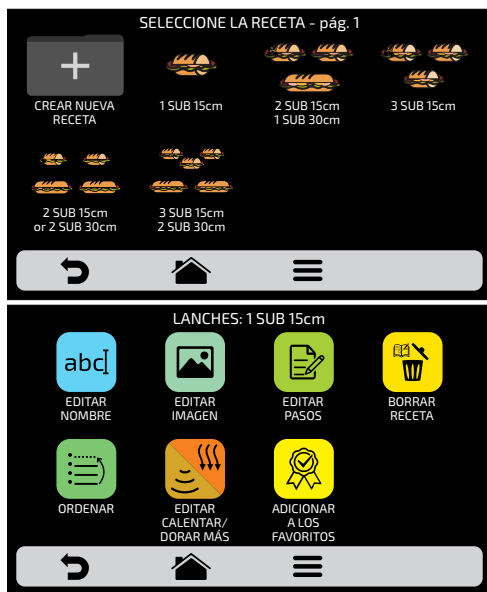 SELECCIONE LA RECETA - pág. 1
CREAR NUEVA
RECETA
1 SUB 15cm
2 SUB 15cm
1 SUB 30cm
3 SUB 15cm
2 SUB 15cm
or 2 SUB 30cm
3 SUB 15cm
2 SUB 30cm
LANCHES: 1 SUB 15cm
abc
EDITAR
NOMBRE
EDITAR
IMAGEN
EDITAR
PASOS
BORRAR
RECETA
ORDENAR
EDITAR
CALENTAR/
DORAR MÁS
ADICIONAR
A LOS
FAVORITOS